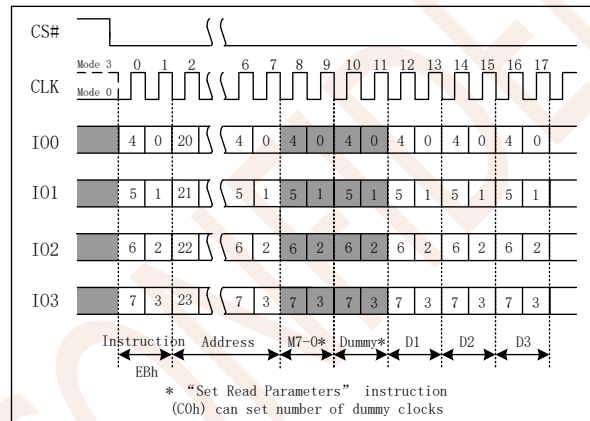 CS#
Mode 3 0 1 2 6 7 8 9 10 11 12 13 14 15 16 17
CLK
Mode 0
IO0 4 0 20 4 0 4 0 4 0 4 0 4 0 4 0
IO1 5 1 21 5 1 5 1 5 1 5 1 5 1 5 1
IO2 6 2 22 6 2 6 2 6 2 6 2 6 2 6 2
IO3 7 3 23 7 3 7 3 7 3 7 3 7 3 7 3
Instruction Address M7-0* Dummy* D1 D2 D3
EBh
* “Set Read Parameters” instruction
(C0h) can set number of dummy clocks